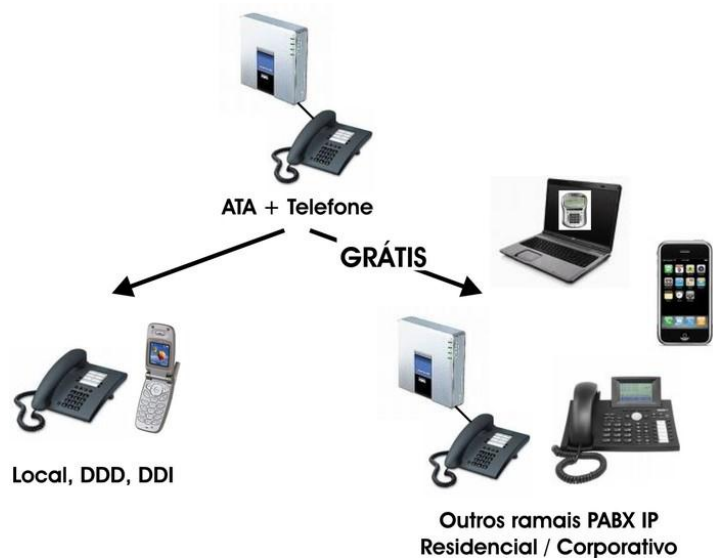 ATA + Telefone
GRÁTIS
Local, DDD, DDI
Outros ramais PABX IP
Residencial / Corporativo